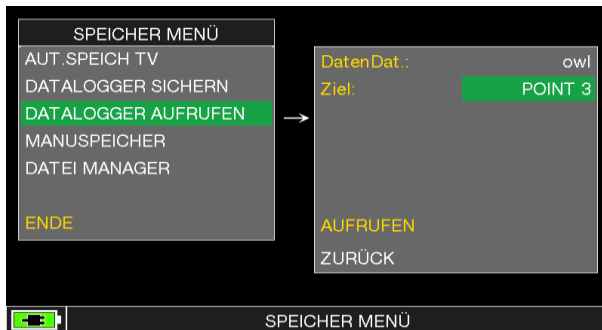 SPEICHER MENÜ
AUT.SPEICH TV
DATALOGGER SICHERN
DATALOGGER AUFRUFEN
MANUSPEICHER
DATEI MANAGER
ENDE
DatenDat.: owl
Ziel: POINT 3
AUFRUFEN
ZURÜCK
SPEICHER MENÜ